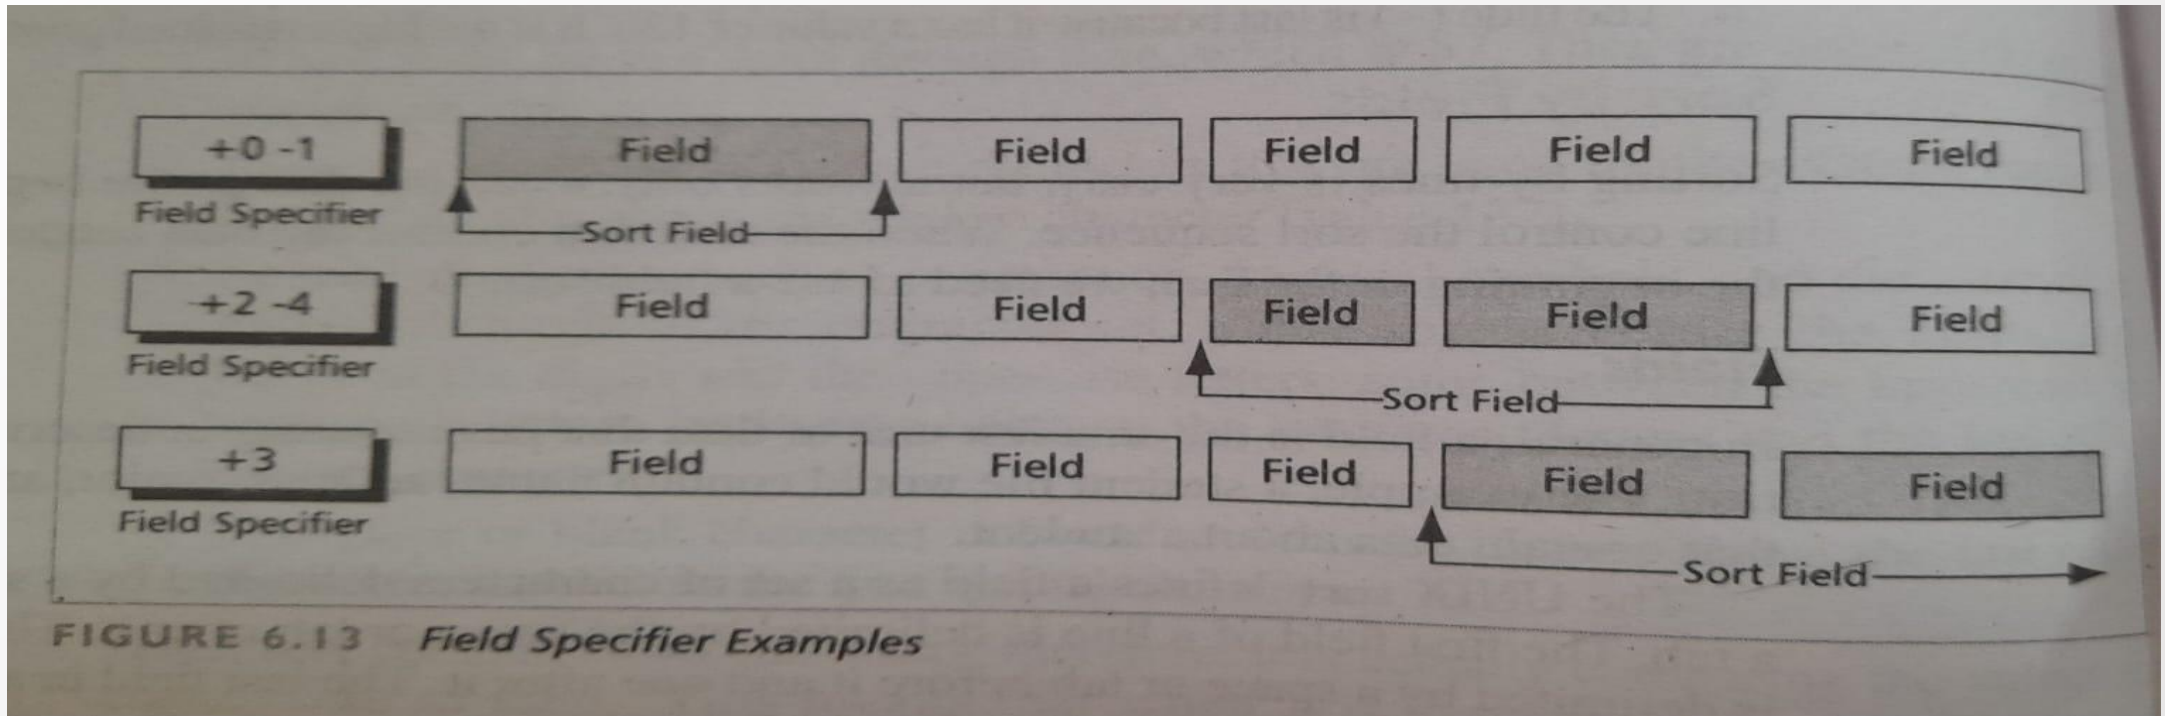 +0 -1 Field Field Field Field Field
Field Specifier
Sort Field
+2 -4 Field Field Field Field Field
Field Specifier
Sort Field
+3 Field Field Field Field Field
Field Specifier
Sort Field
FIGURE 6.13 Field Specifier Examples